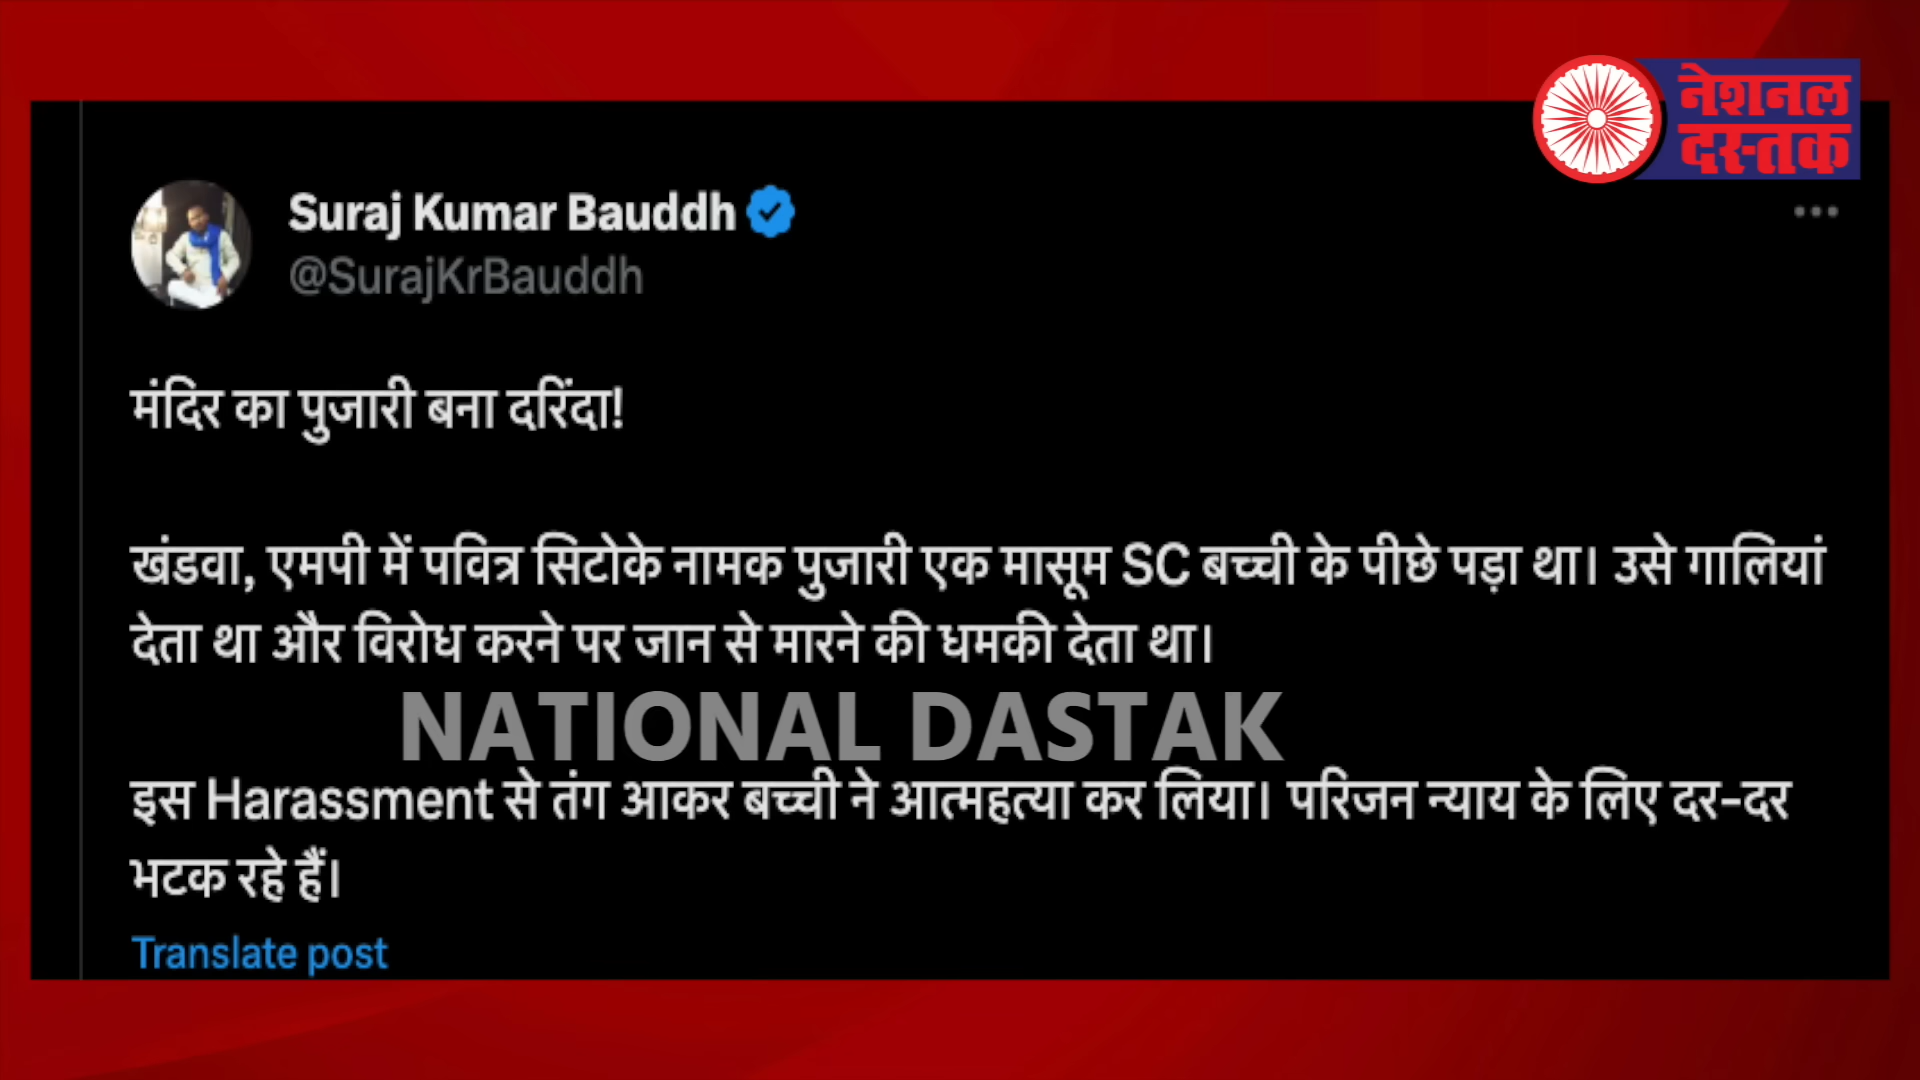 नेशनल
दस्तक
Suraj Kumar Bauddh
@SurajKrBauddh
मंदिर का पुजारी बना दरिंदा!
खंडवा, एमपी में पवित्र सिटोके नामक पुजारी एक मासूम SC बच्ची के पीछे पड़ा था। उसे गालियां
देता था और विरोध करने पर जान से मारने की धमकी देता था।
NATIONAL DASTAK
इस Harassment से तंग आकर बच्ची ने आत्महत्या कर लिया। परिजन न्याय के लिए दर-दर
भटक रहे हैं।
Translate post